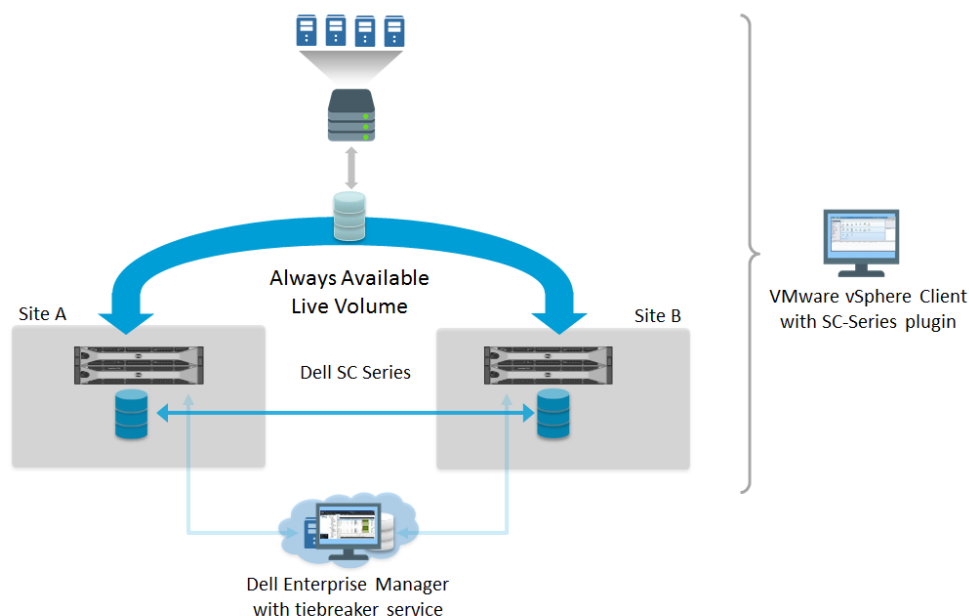 Always Available
Live Volume
Site A
Site B
Dell SC Series
VMware vSphere Client
with SC-Series plugin
Dell Enterprise Manager
with tiebreaker service